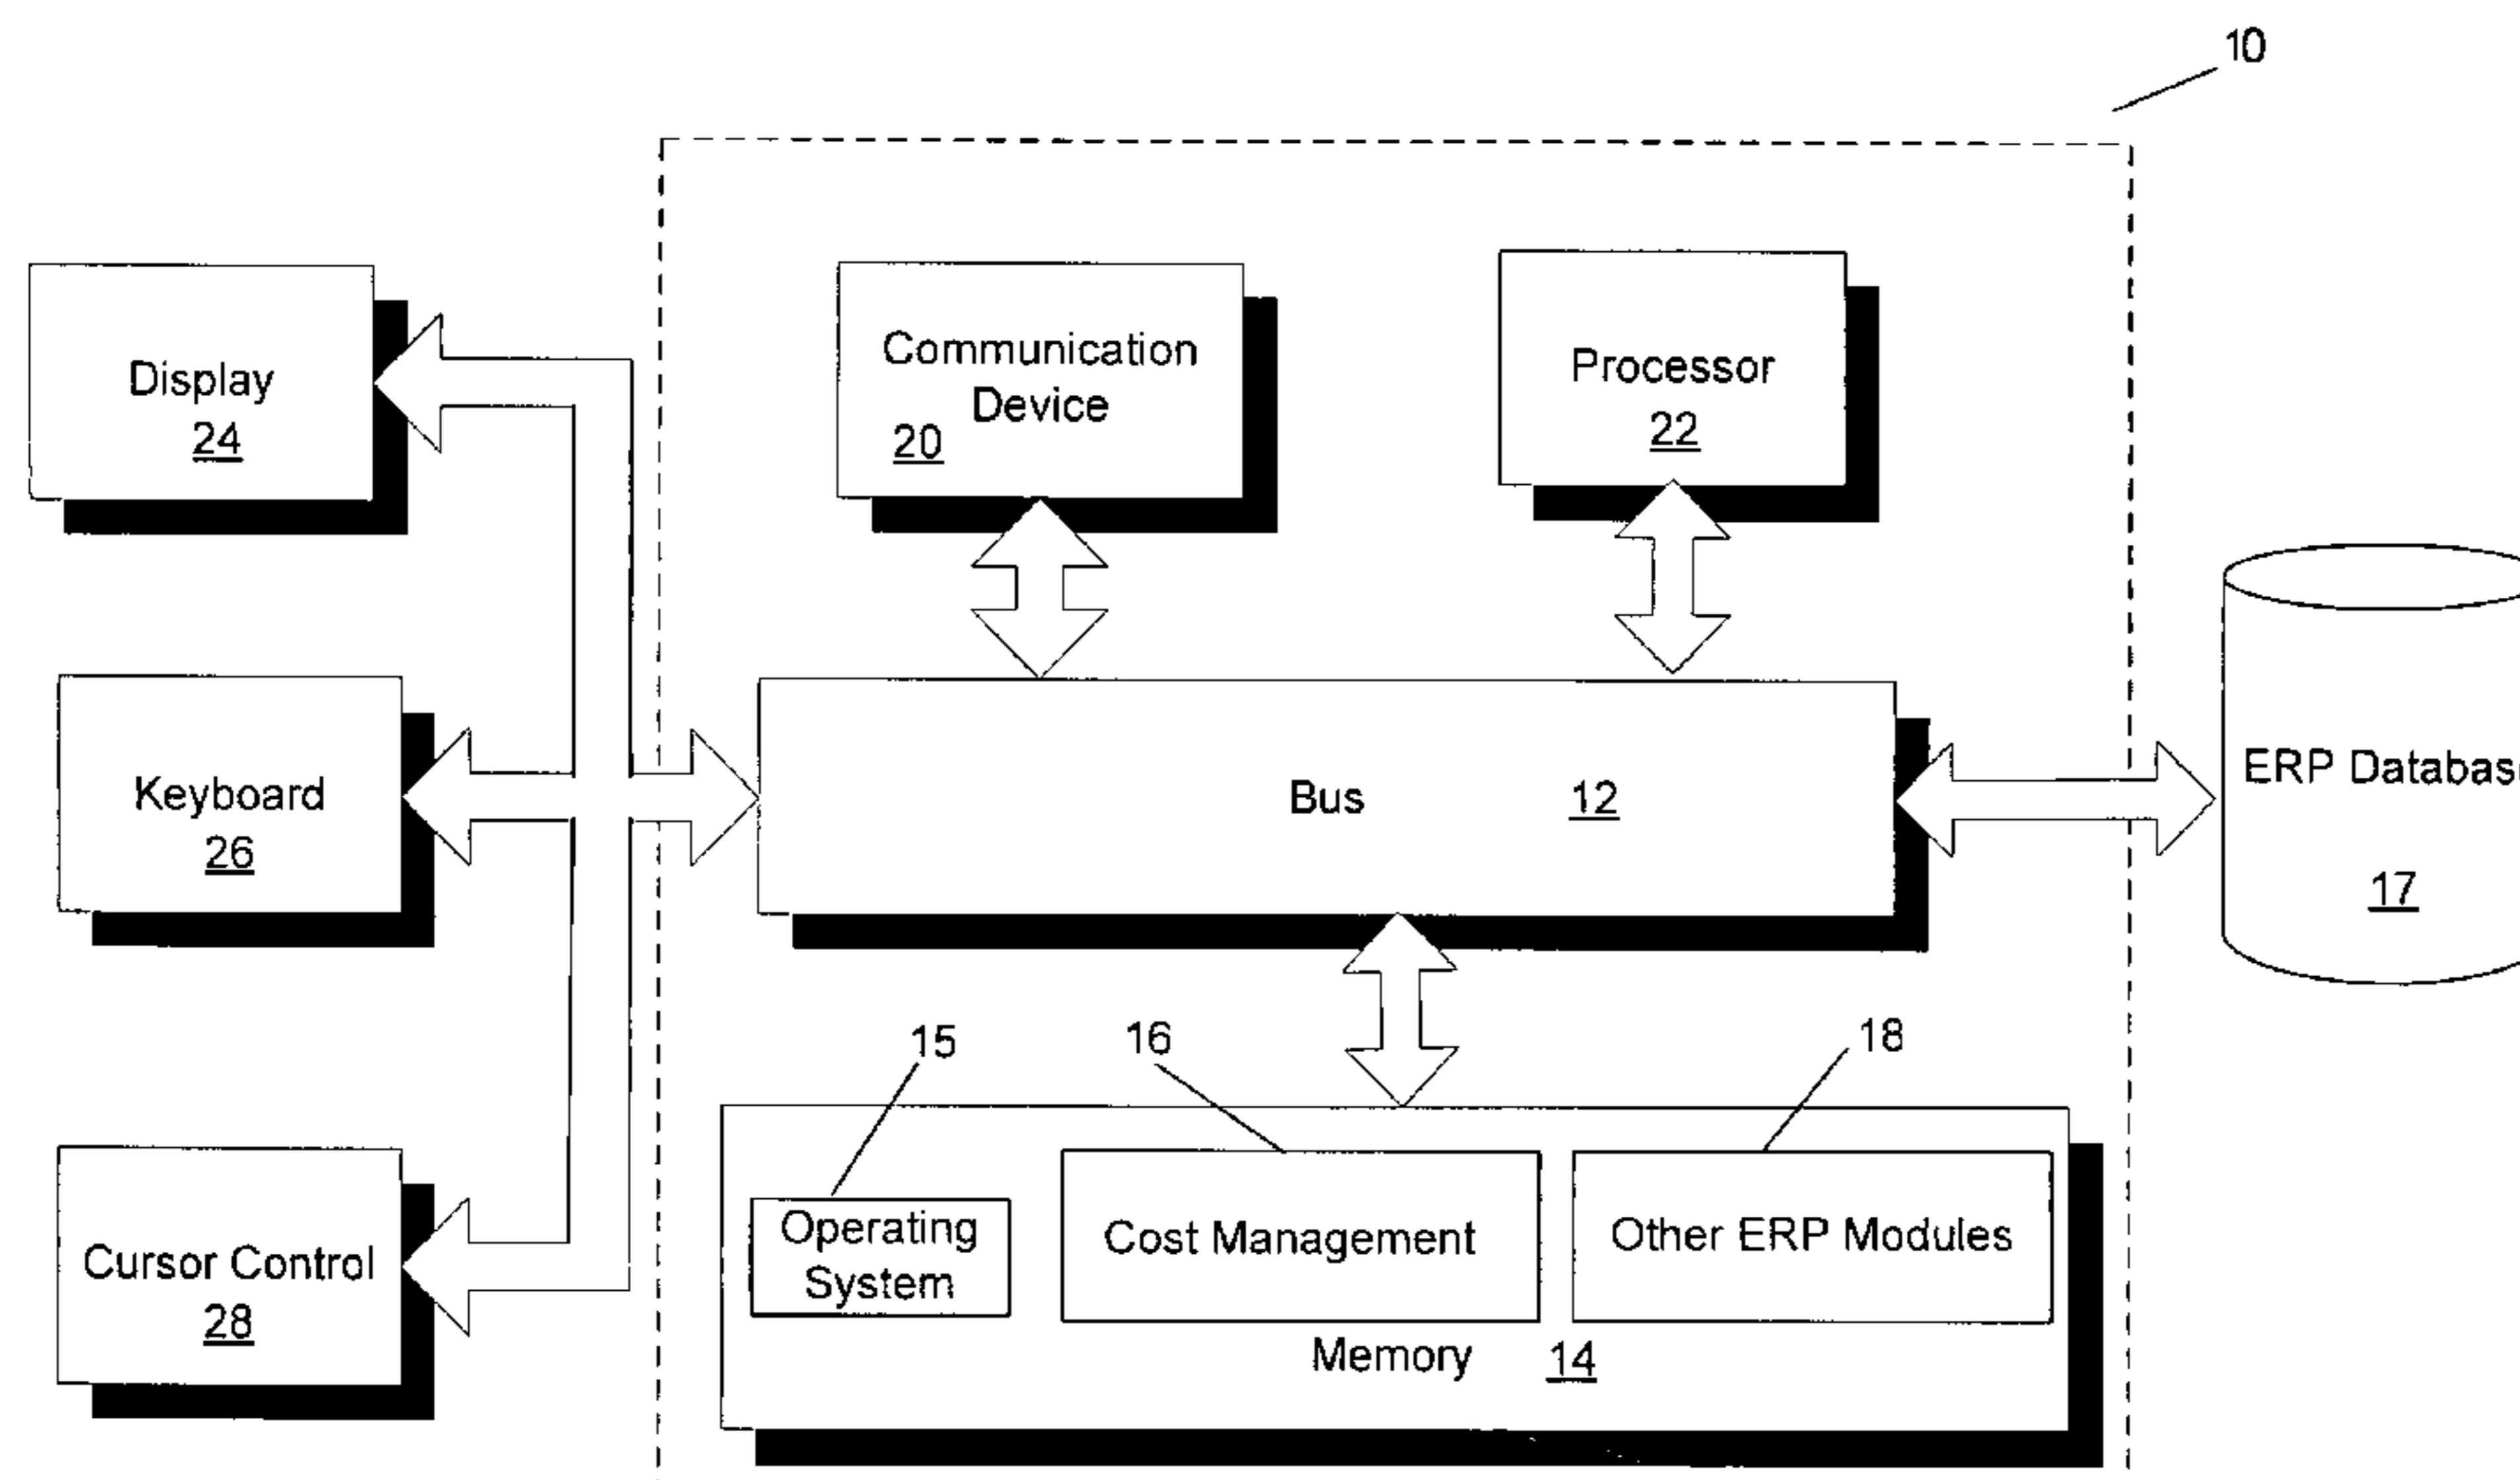 10
Display
24
Communication
Device
20
Processor
22
Keyboard
26
Bus 12
ERP Databas
17
15
16
18
Cursor Control
28
Operating
System
Cost Management
Other ERP Modules
Memory 14